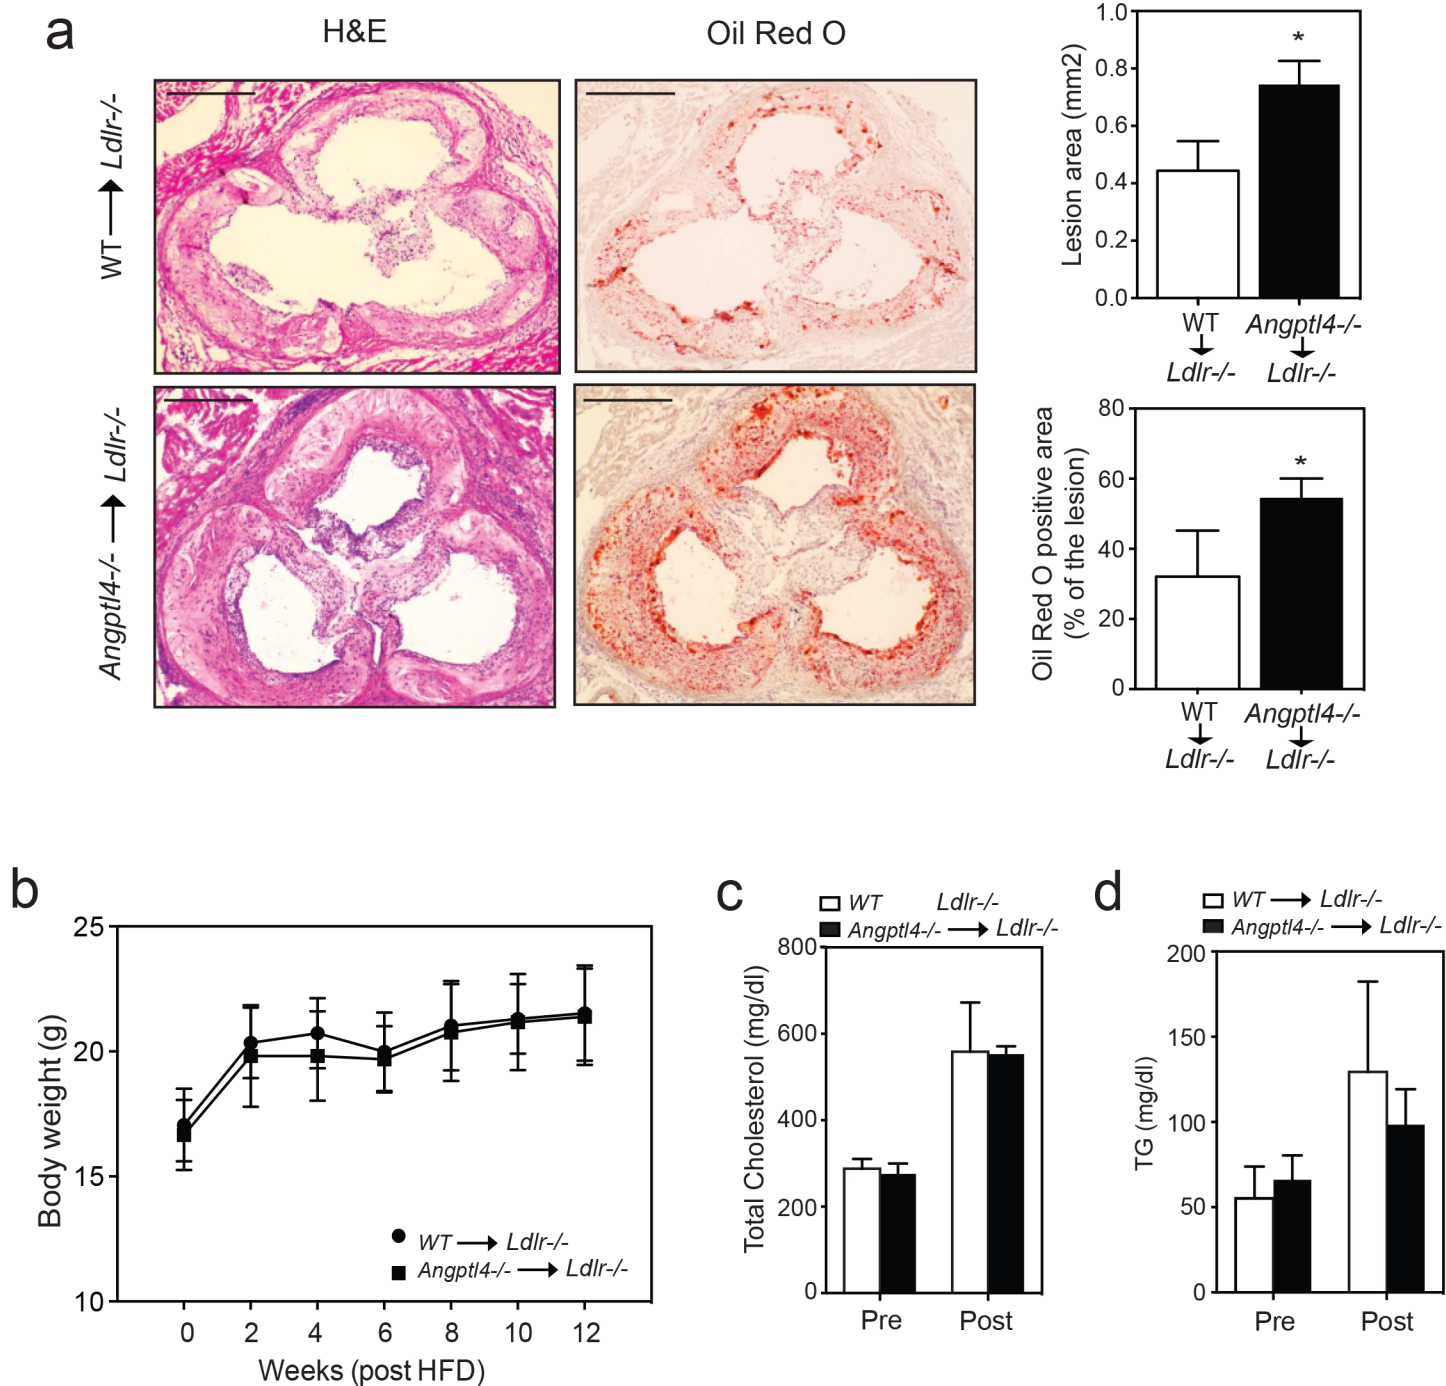 a
H&E
Oil Red O
WT → Ldlr-/-
Angptl4-/- → Ldlr-/-
Lesion area (mm2)
1.0
0.8
0.6
0.4
0.2
0.0
*
WT
Angptl4-/-
Ldlr-/-
Ldlr-/-
Oil Red O positive area
(% of the lesion)
80
60
40
20
0
*
WT
Angptl4-/-
Ldlr-/-
Ldlr-/-
b
Body weight (g)
25
20
15
10
WT → Ldlr-/-
Angptl4-/- → Ldlr-/-
0 2 4 6 8 10 12
Weeks (post HFD)
c
WT Ldlr-/-
Angptl4-/- → Ldlr-/-
Total Cholesterol (mg/dl)
800
600
400
200
0
Pre Post
d
WT → Ldlr-/-
Angptl4-/- → Ldlr-/-
TG (mg/dl)
200
150
100
50
0
Pre Post